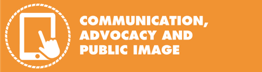 COMMUNICATION,
ADVOCACY AND
PUBLIC IMAGE